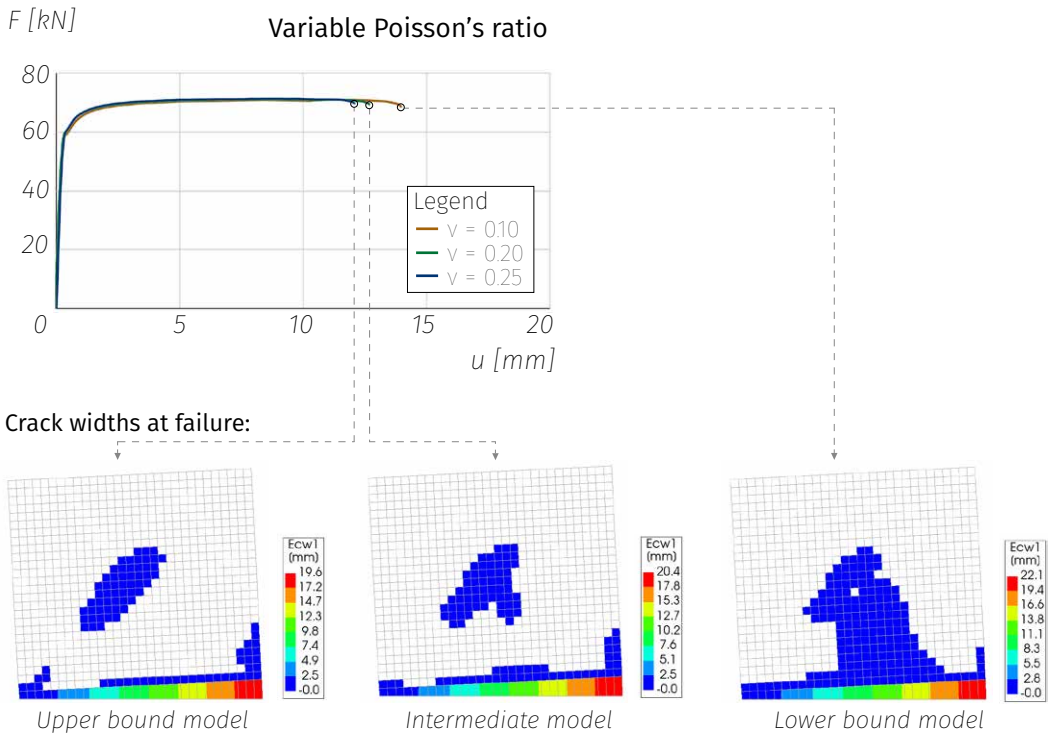 F [kN]
Variable Poisson's ratio
80
60
40
20
0
5
10
15
20
u [mm]
Legend
ν = 0.10
ν = 0.20
ν = 0.25
Crack widths at failure:
Ecw1
(mm)
19.6
17.2
14.7
12.3
9.8
7.4
4.9
2.5
-0.0
Upper bound model
Ecw1
(mm)
20.4
17.8
15.3
12.7
10.2
7.6
5.1
2.5
-0.0
Intermediate model
Ecw1
(mm)
22.1
19.4
16.6
13.8
11.1
8.3
5.5
2.8
-0.0
Lower bound model